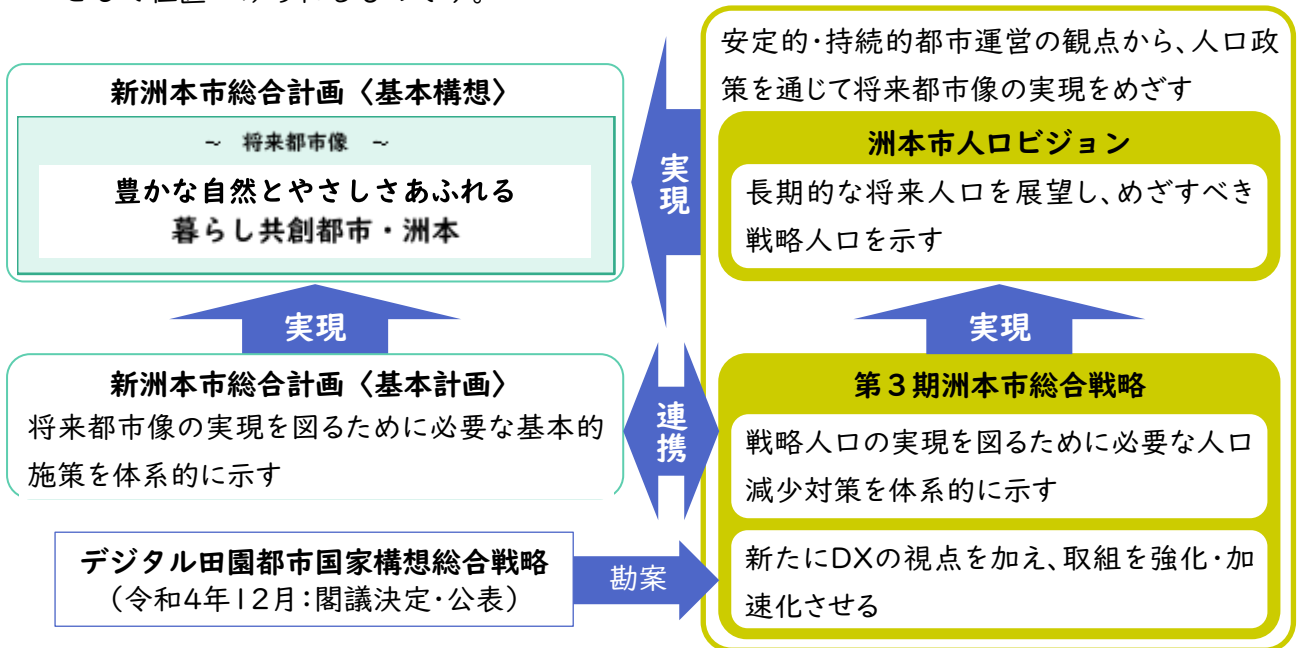 新洲本市総合計画〈基本構想〉
~ 将来都市像 ~
豊かな自然とやさしさあふれる
暮らし共創都市・洲本
実現
新洲本市総合計画〈基本計画〉
将来都市像の実現を図るために必要な基本的
施策を体系的に示す
デジタル田園都市国家構想総合戦略
(令和4年12月:閣議決定・公表)
勘案
実現
連携
安定的・持続的都市運営の観点から、人口政
策を通じて将来都市像の実現をめざす
洲本市人口ビジョン
長期的な将来人口を展望し、めざすべき
戦略人口を示す
実現
第3期洲本市総合戦略
戦略人口の実現を図るために必要な人口
減少対策を体系的に示す
新たにDXの視点を加え、取組を強化・加
速化させる